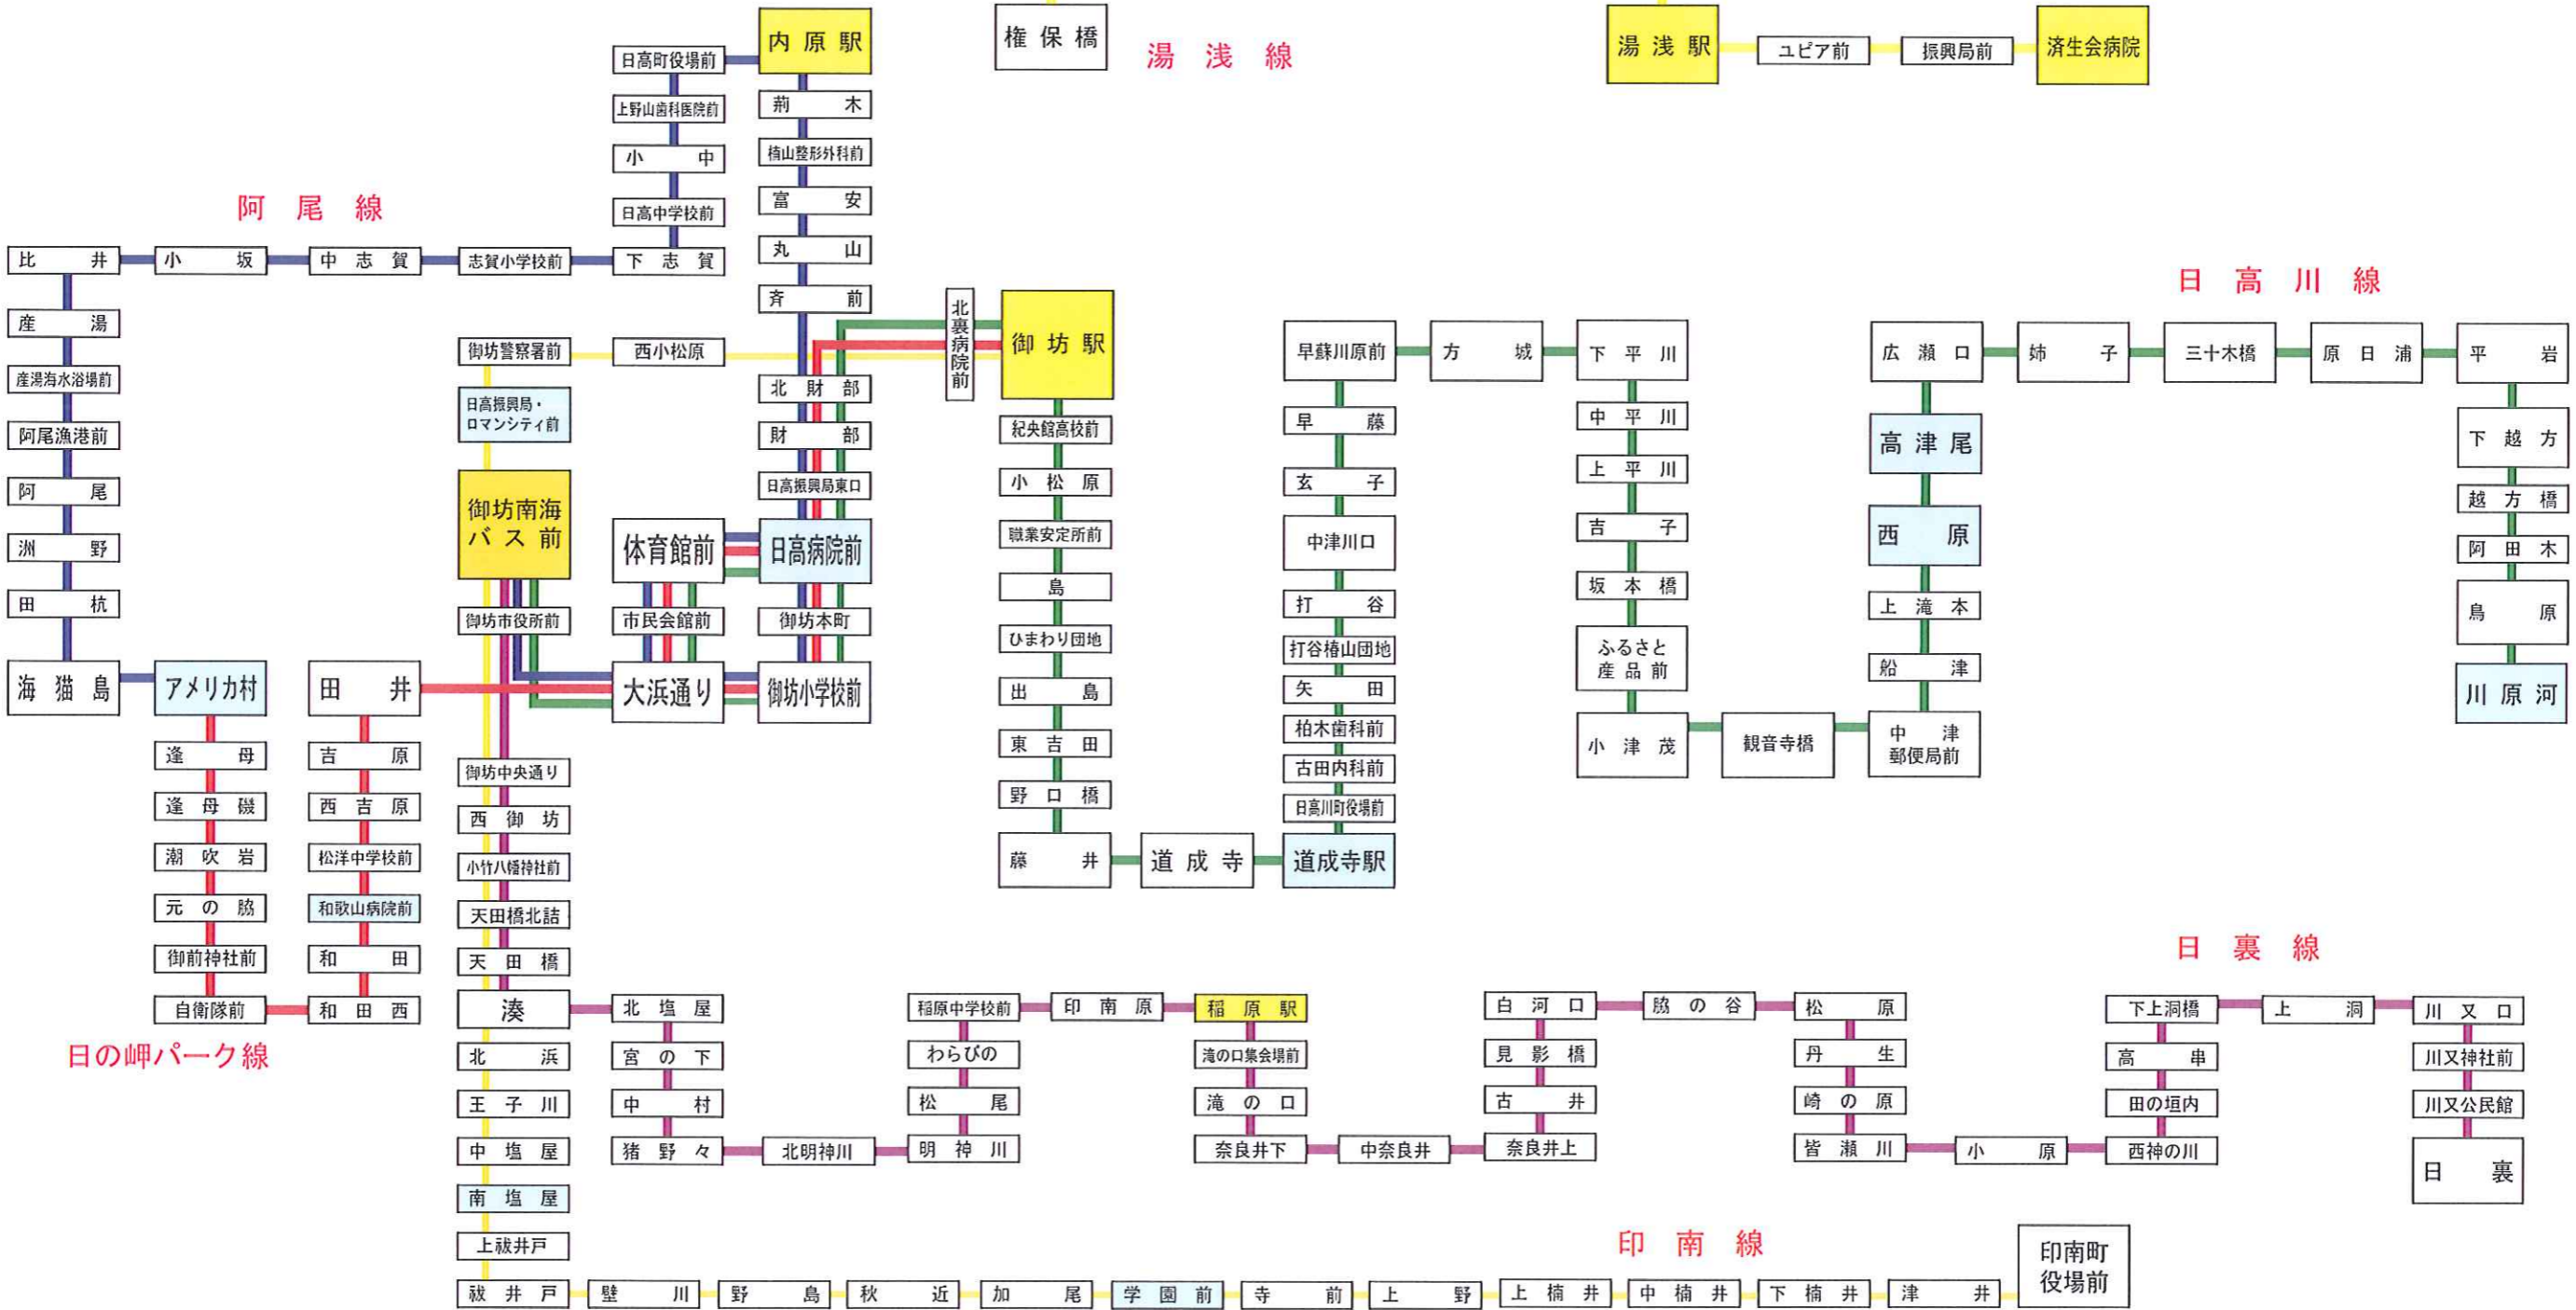 権保橋
湯浅線
湯浅駅
ユピア前
振興局前
済生会病院
内原駅
日高町役場前
上野山歯科医院前
小中
日高中学校前
下志賀
志賀小学校前
中志賀
小坂
比井
阿尾線
産湯
産湯海水浴場前
阿尾漁港前
阿尾
洲野
田杭
海猫島
アメリカ村
荊木
楠山整形外科前
富安
丸山
斉前
北財部
財部
日高振興局東口
日高病院前
体育館前
市民会館前
御坊本町
大浜通り
御坊小学校前
北裏病院前
御坊駅
西小松原
御坊警察署前
日高振興局・
ロマンシティ前
御坊南海
バス前
御坊市役所前
田井
吉原
西吉原
松洋中学校前
和歌山病院前
和田
和田西
自衛隊前
御前神社前
元の脇
潮吹岩
逢母磯
逢母
日の岬パーク線
御坊中央通り
西御坊
小竹八幡神社前
天田橋北詰
天田橋
湊
北浜
王子川
中塩屋
南塩屋
上祓井戸
祓井戸
壁川
野島
秋近
加尾
学園前
寺前
上野
上楠井
中楠井
下楠井
津井
印南町
役場前
印南線
紀央館高校前
小松原
職業安定所前
島
ひまわり団地
出島
東吉田
野口橋
藤井
道成寺
道成寺駅
日高川町役場前
古田内科前
柏木歯科前
矢田
打谷椿山団地
打谷
中津川口
玄子
早藤
早蘇川原前
方城
下平川
中平川
上平川
吉子
坂本橋
ふるさと
産品前
小津茂
観音寺橋
中津
郵便局前
船津
上滝本
西原
高津尾
広瀬口
姉子
三十木橋
原日浦
平岩
下越方
越方橋
阿田木
鳥原
川原河
日高川線
北塩屋
宮の下
中村
猪野々
北明神川
明神川
松尾
わらびの
稲原中学校前
印南原
稲原駅
滝の口集会場前
滝の口
奈良井下
中奈良井
奈良井上
古井
見影橋
白河口
脇の谷
松原
丹生
崎の原
皆瀬川
小原
西神の川
田の垣内
高串
下上洞橋
上洞
川又口
川又神社前
川又公民館
日裏
日裏線